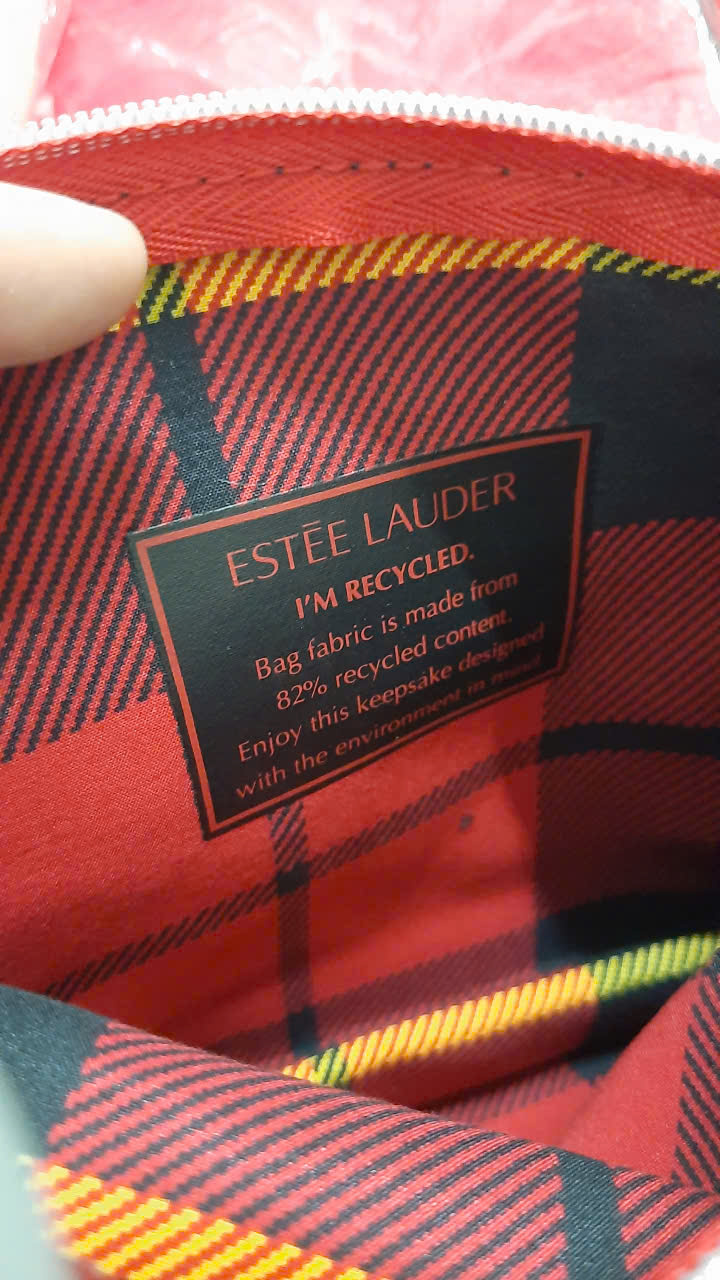 ESTĒE LAUDER
I'M RECYCLED.
Bag fabric is made from
82% recycled content.
Enjoy this keepsake designed
with the environment in mind